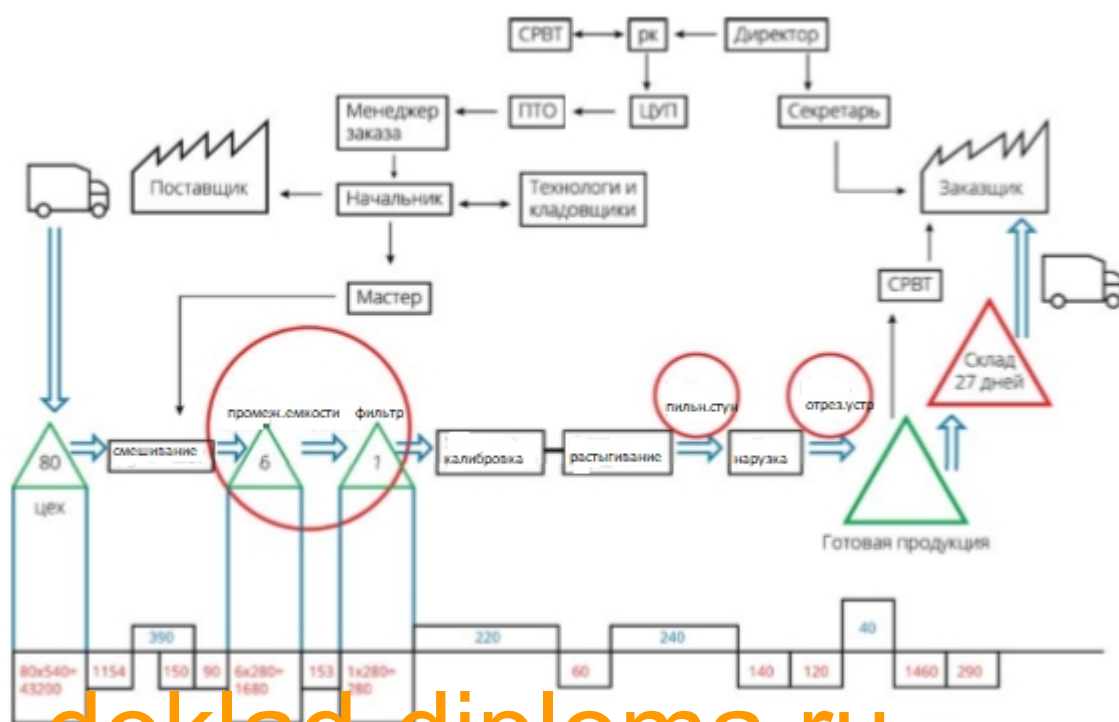 СРВТ
рк
Директор
Менеджер
заказа
ПТО
ЦУП
Секретарь
Поставщик
Начальник
Технологи и
кладовщики
Заказщик
Мастер
СРВТ
Склад
27 дней
промеж.емкости
фильтр
пильн.стун
отрез.устр
80
смешивание
6
1
калибровка
растыгивание
нарузка
цех
Готовая продукция
390
220
240
40
80x540=
43200
1154
150
90
6x280=
1680
153
1x280=
280
60
140
120
1460
290
doklad-diploma.ru